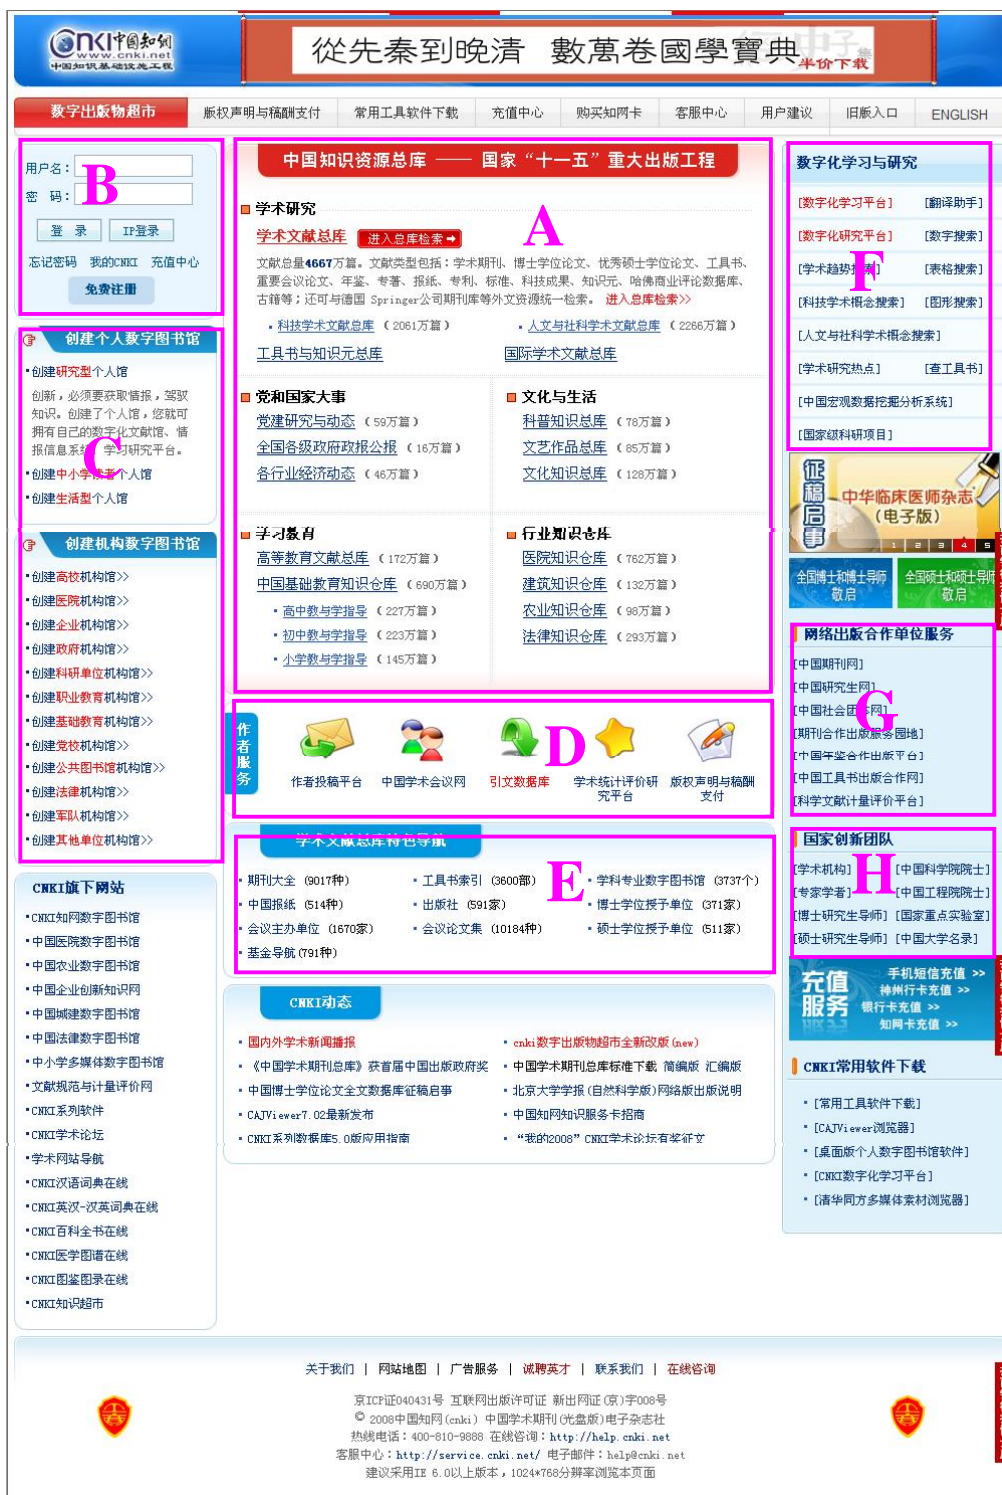 CNKI中国知网
www.cnki.net
中国知识基础设施工程
從先秦到晚清 數萬卷國學寶典
半价下载
数字出版物超市 版权声明与稿酬支付 常用工具软件下载 充值中心 购买知网卡 客服中心 用户建议 旧版入口 ENGLISH
用户名：
密 码：
B
登 录 IP登录
忘记密码 我的CNKI 充值中心
免费注册
创建个人数字图书馆
•创建研究型个人馆
创新，必须要获取情报，驾驭
知识。创建了个人馆，您就可
拥有自己的数字化文献馆、情
报信息系统、学习研究平台。
C
•创建中小学读者个人馆
•创建生活型个人馆
创建机构数字图书馆
•创建高校机构馆>>
•创建医院机构馆>>
•创建企业机构馆>>
•创建政府机构馆>>
•创建科研单位机构馆>>
•创建职业教育机构馆>>
•创建基础教育机构馆>>
•创建党校机构馆>>
•创建公共图书馆机构馆>>
•创建法律机构馆>>
•创建军队机构馆>>
•创建其他单位机构馆>>
CNKI旗下网站
•CNKI知网数字图书馆
•中国医院数字图书馆
•中国农业数字图书馆
•中国企业创新知识网
•中国城建数字图书馆
•中国法律数字图书馆
•中小学多媒体数字图书馆
•文献规范与计量评价网
•CNKI系列软件
•CNKI学术论坛
•学术网站导航
•CNKI汉语词典在线
•CNKI英汉-汉英词典在线
•CNKI百科全书在线
•CNKI医学图谱在线
•CNKI图鉴图录在线
•CNKI知识超市
中国知识资源总库 —— 国家“十一五”重大出版工程
A
学术研究
学术文献总库 进入总库检索
文献总量4667万篇。文献类型包括：学术期刊、博士学位论文、优秀硕士学位论文、工具书、
重要会议论文、年鉴、专著、报纸、专利、标准、科技成果、知识元、哈佛商业评论数据库、
古籍等；还可与德国 Springer公司期刊库等外文资源统一检索。 进入总库检索>>
• 科技学术文献总库 （2061万篇） • 人文与社科学术文献总库 （2266万篇）
工具书与知识元总库 国际学术文献总库
党和国家大事 文化与生活
党建研究与动态 （59万篇） 科普知识总库 （78万篇）
全国各级政府政报公报 （16万篇） 文艺作品总库 （85万篇）
各行业经济动态 （46万篇） 文化知识总库 （128万篇）
学习教育 行业知识仓库
高等教育文献总库 （172万篇） 医院知识仓库 （762万篇）
中国基础教育知识仓库 （690万篇） 建筑知识仓库 （132万篇）
• 高中教与学指导 （227万篇） 农业知识仓库 （98万篇）
• 初中教与学指导 （223万篇） 法律知识仓库 （293万篇）
• 小学教与学指导 （145万篇）
作者服务
D
作者投稿平台 中国学术会议网 引文数据库 学术统计评价研究平台 版权声明与稿酬支付
学术文献总库特色导航
E
• 期刊大全 (9017种) • 工具书索引 (3600部) • 学科专业数字图书馆 (3737个)
• 中国报纸 (514种) • 出版社 (591家) • 博士学位授予单位 (371家)
• 会议主办单位 (1670家) • 会议论文集 (10184种) • 硕士学位授予单位 (511家)
• 基金导航(791种)
CNKI动态
• 国内外学术新闻播报 • cnki数字出版物超市全新改版(new)
• 《中国学术期刊总库》获首届中国出版政府奖 • 中国学术期刊总库标准下载 简编版 汇编版
• 中国博士学位论文全文数据库征稿启事 • 北京大学学报(自然科学版)网络版出版说明
• CAJViewer7.02最新发布 • 中国知网知识服务卡招商
• CNKI系列数据库5.0版应用指南 • “我的2008”CNKI学术论坛有奖征文
数字化学习与研究
[数字化学习平台] [翻译助手]
[数字化研究平台] [数字搜索]
[学术趋势搜索] [表格搜索]
F
[科技学术概念搜索] [图形搜索]
[人文与社科学术概念搜索]
[学术研究热点] [查工具书]
[中国宏观数据挖掘分析系统]
[国家级科研项目]
征稿启事
中华临床医师杂志
（电子版）
1 2 3 4 5
全国博士和博士导师
敬启
全国硕士和硕士导师
敬启
网络出版合作单位服务
[中国期刊网]
[中国研究生网]
[中国社会团体网]
G
[期刊合作出版服务园地]
[中国年鉴合作出版平台]
[中国工具书出版合作网]
[科学文献计量评价平台]
国家创新团队
H
[学术机构] [中国科学院院士]
[专家学者] [中国工程院院士]
[博士研究生导师] [国家重点实验室]
[硕士研究生导师] [中国大学名录]
充值服务
手机短信充值 >>
神州行卡充值 >>
银行卡充值 >>
知网卡充值 >>
CNKI常用软件下载
• [常用工具软件下载]
• [CAJViewer浏览器]
• [桌面版个人数字图书馆软件]
• [CNKI数字化学习平台]
• [清华同方多媒体素材浏览器]
关于我们 | 网站地图 | 广告服务 | 诚聘英才 | 联系我们 | 在线咨询
京ICP证040431号 互联网出版许可证 新出网证(京)字008号
© 2008中国知网(cnki) 中国学术期刊(光盘版)电子杂志社
热线电话：400-810-9888 在线咨询：http://help.cnki.net
客服中心：http://service.cnki.net/ 电子邮件：help@cnki.net
建议采用IE 6.0以上版本，1024*768分辨率浏览本页面